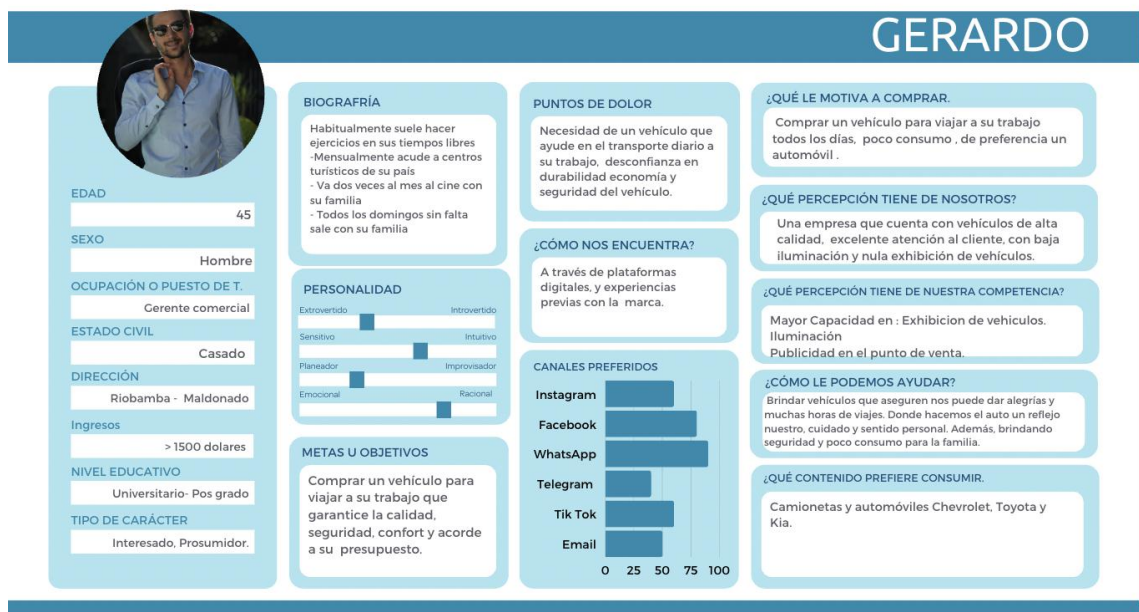 GERARDO
EDAD
45
SEXO
Hombre
OCUPACIÓN O PUESTO DE T.
Gerente comercial
ESTADO CIVIL
Casado
DIRECCIÓN
Riobamba - Maldonado
Ingresos
> 1500 dolares
NIVEL EDUCATIVO
Universitario- Pos grado
TIPO DE CARÁCTER
Interesado, Prosumidor.
BIOGRAFRÍA
Habitualmente suele hacer
ejercicios en sus tiempos libres
-Mensualmente acude a centros
turísticos de su país
- Va dos veces al mes al cine con
su familia
- Todos los domingos sin falta
sale con su familia
PERSONALIDAD
Extrovertido Introvertido
Sensitivo Intuitivo
Planeador Improvisador
Emocional Racional
METAS U OBJETIVOS
Comprar un vehículo para
viajar a su trabajo que
garantice la calidad,
seguridad, confort y acorde
a su presupuesto.
PUNTOS DE DOLOR
Necesidad de un vehículo que
ayude en el transporte diario a
su trabajo, desconfianza en
durabilidad economía y
seguridad del vehículo.
¿CÓMO NOS ENCUENTRA?
A través de plataformas
digitales, y experiencias
previas con la marca.
CANALES PREFERIDOS
Instagram
Facebook
WhatsApp
Telegram
Tik Tok
Email
0 25 50 75 100
¿QUÉ LE MOTIVA A COMPRAR.
Comprar un vehículo para viajar a su trabajo
todos los días, poco consumo , de preferencia un
automóvil .
¿QUÉ PERCEPCIÓN TIENE DE NOSOTROS?
Una empresa que cuenta con vehículos de alta
calidad, excelente atención al cliente, con baja
iluminación y nula exhibición de vehículos.
¿QUÉ PERCEPCIÓN TIENE DE NUESTRA COMPETENCIA?
Mayor Capacidad en : Exhibicion de vehiculos.
Iluminación
Publicidad en el punto de venta.
¿CÓMO LE PODEMOS AYUDAR?
Brindar vehículos que aseguren nos puede dar alegrías y
muchas horas de viajes. Donde hacemos el auto un reflejo
nuestro, cuidado y sentido personal. Además, brindando
seguridad y poco consumo para la familia.
¿QUÉ CONTENIDO PREFIERE CONSUMIR.
Camionetas y automóviles Chevrolet, Toyota y
Kia.